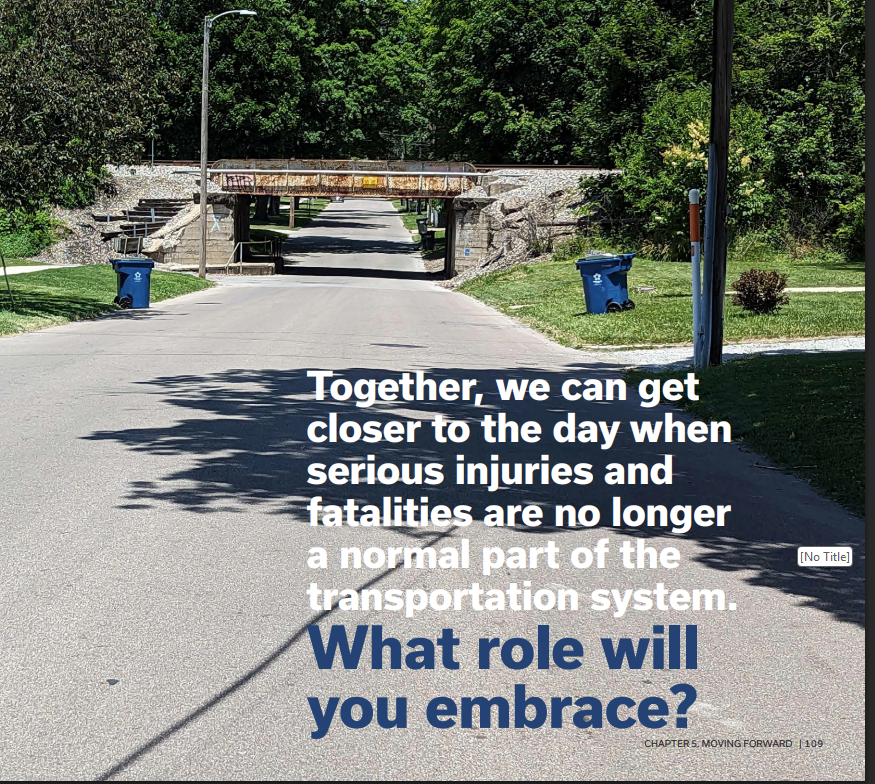 Together, we can get
closer to the day when
serious injuries and
fatalities are no longer
a normal part of the
transportation system.
What role will
you embrace?
[No Title]
CHAPTER 5. MOVING FORWARD | 109